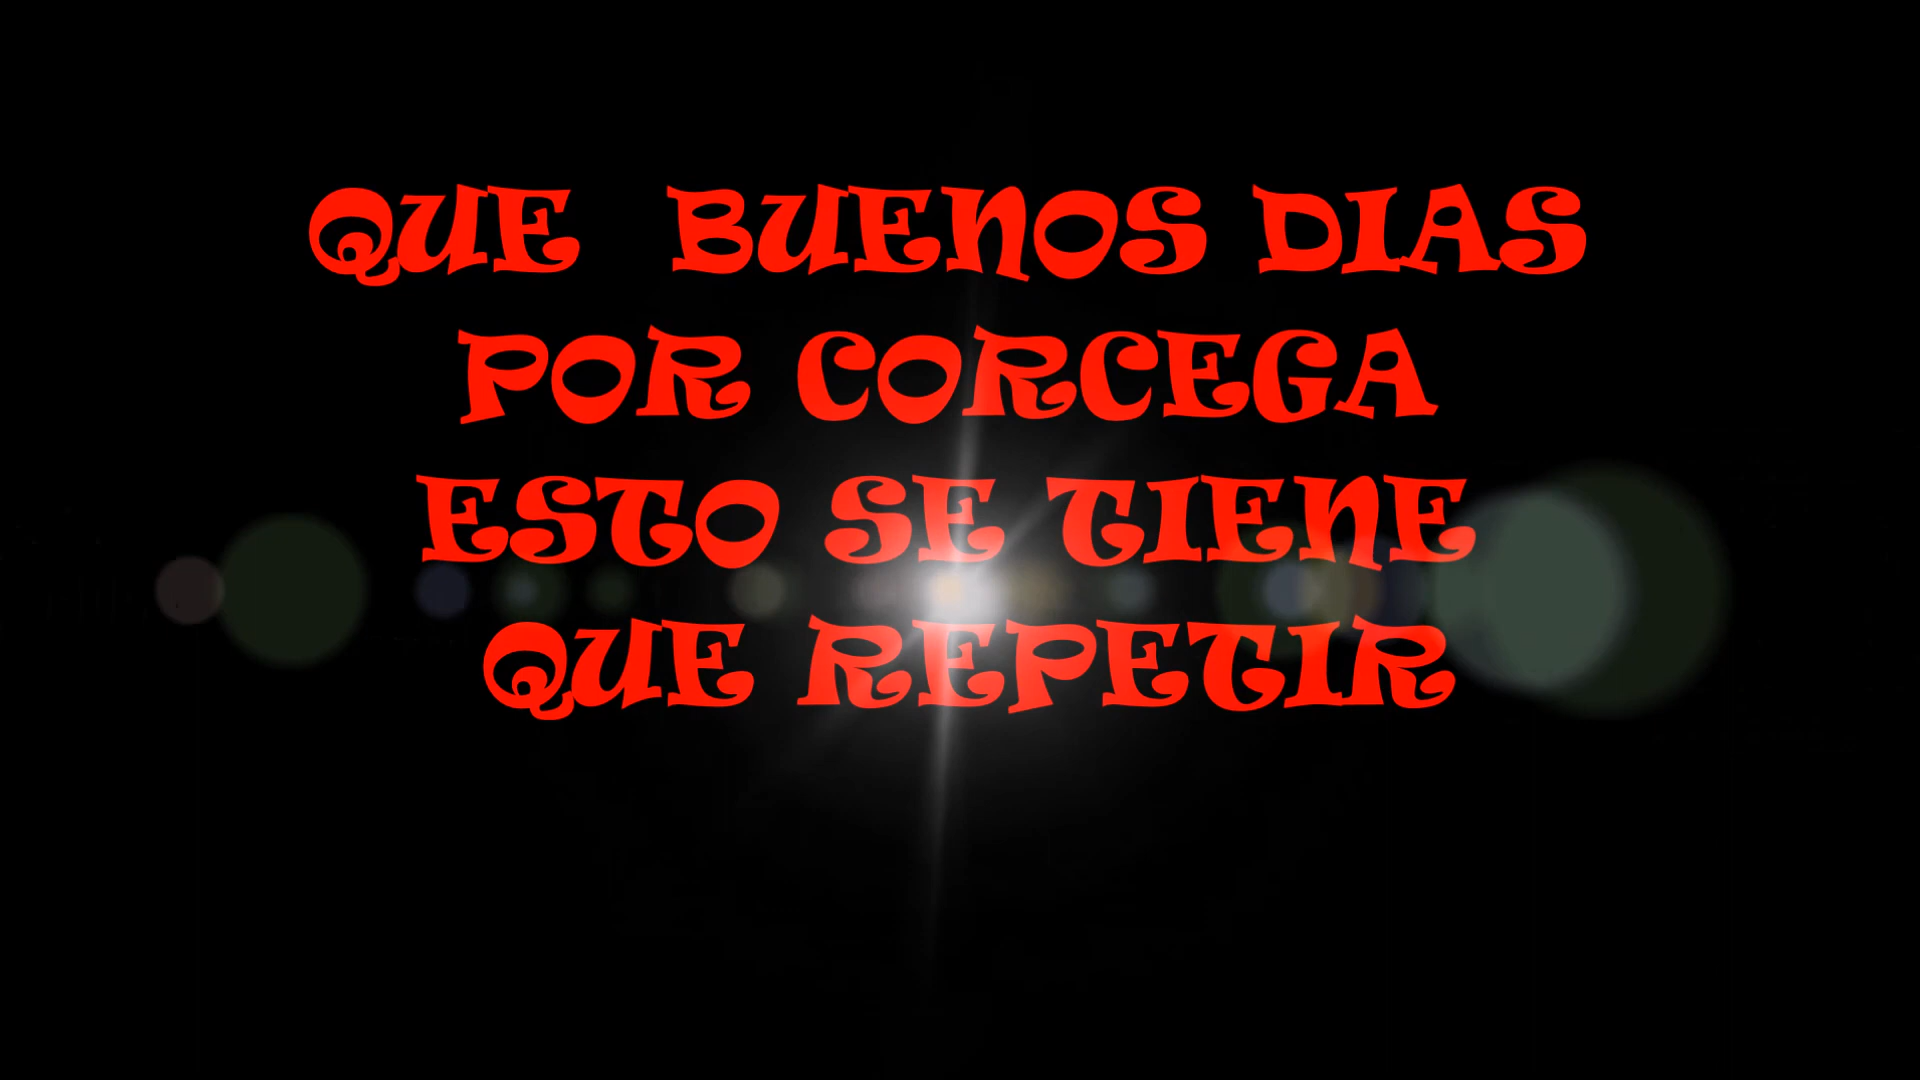 QUE BUENOS DIAS
POR CORCEGA
ESTO SE TIENE
QUE REPETIR